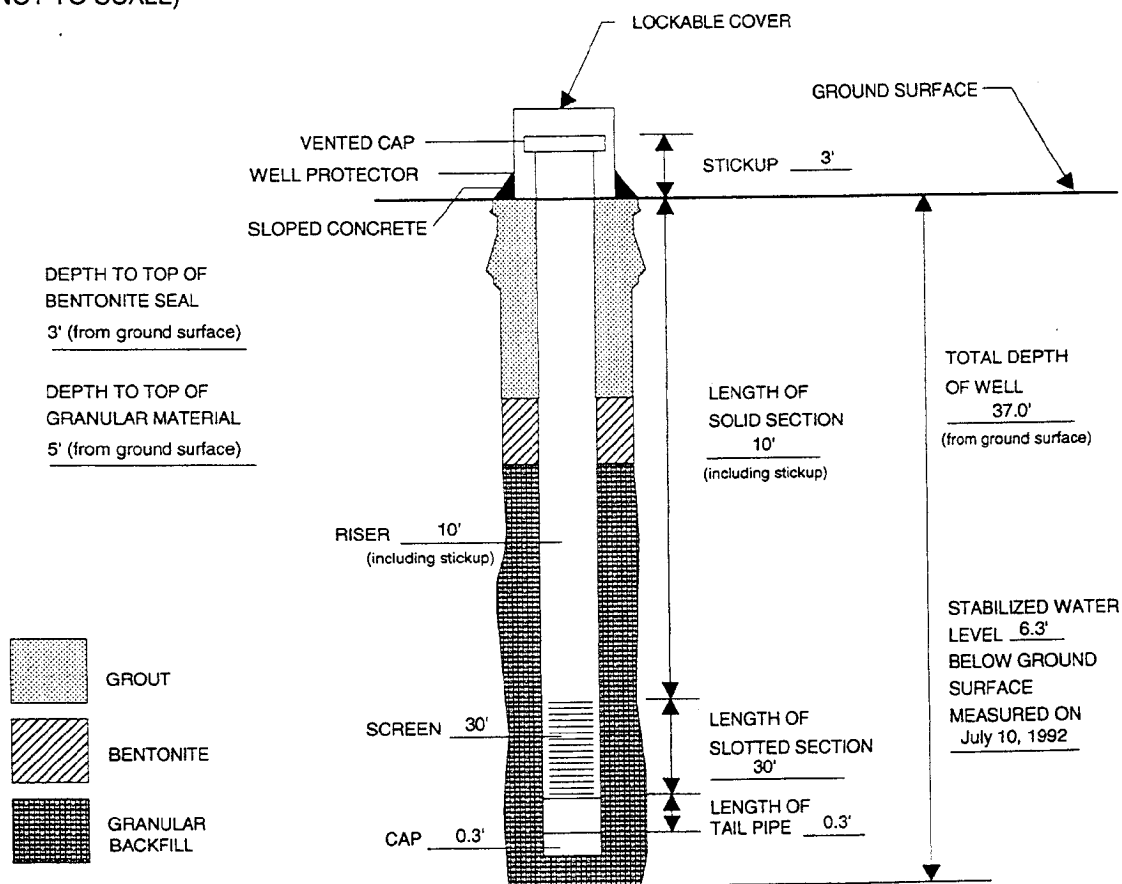 NOT TO SCALE)
LOCKABLE COVER
GROUND SURFACE
VENTED CAP
STICKUP 3'
WELL PROTECTOR
SLOPED CONCRETE
DEPTH TO TOP OF
BENTONITE SEAL
3' (from ground surface)
DEPTH TO TOP OF
GRANULAR MATERIAL
5' (from ground surface)
LENGTH OF
SOLID SECTION
10'
(including stickup)
TOTAL DEPTH
OF WELL
37.0'
(from ground surface)
RISER 10'
(including stickup)
STABILIZED WATER
LEVEL 6.3'
BELOW GROUND
SURFACE
MEASURED ON
July 10, 1992
GROUT
BENTONITE
GRANULAR
BACKFILL
SCREEN 30'
LENGTH OF
SLOTTED SECTION
30'
LENGTH OF
TAIL PIPE 0.3'
CAP 0.3'